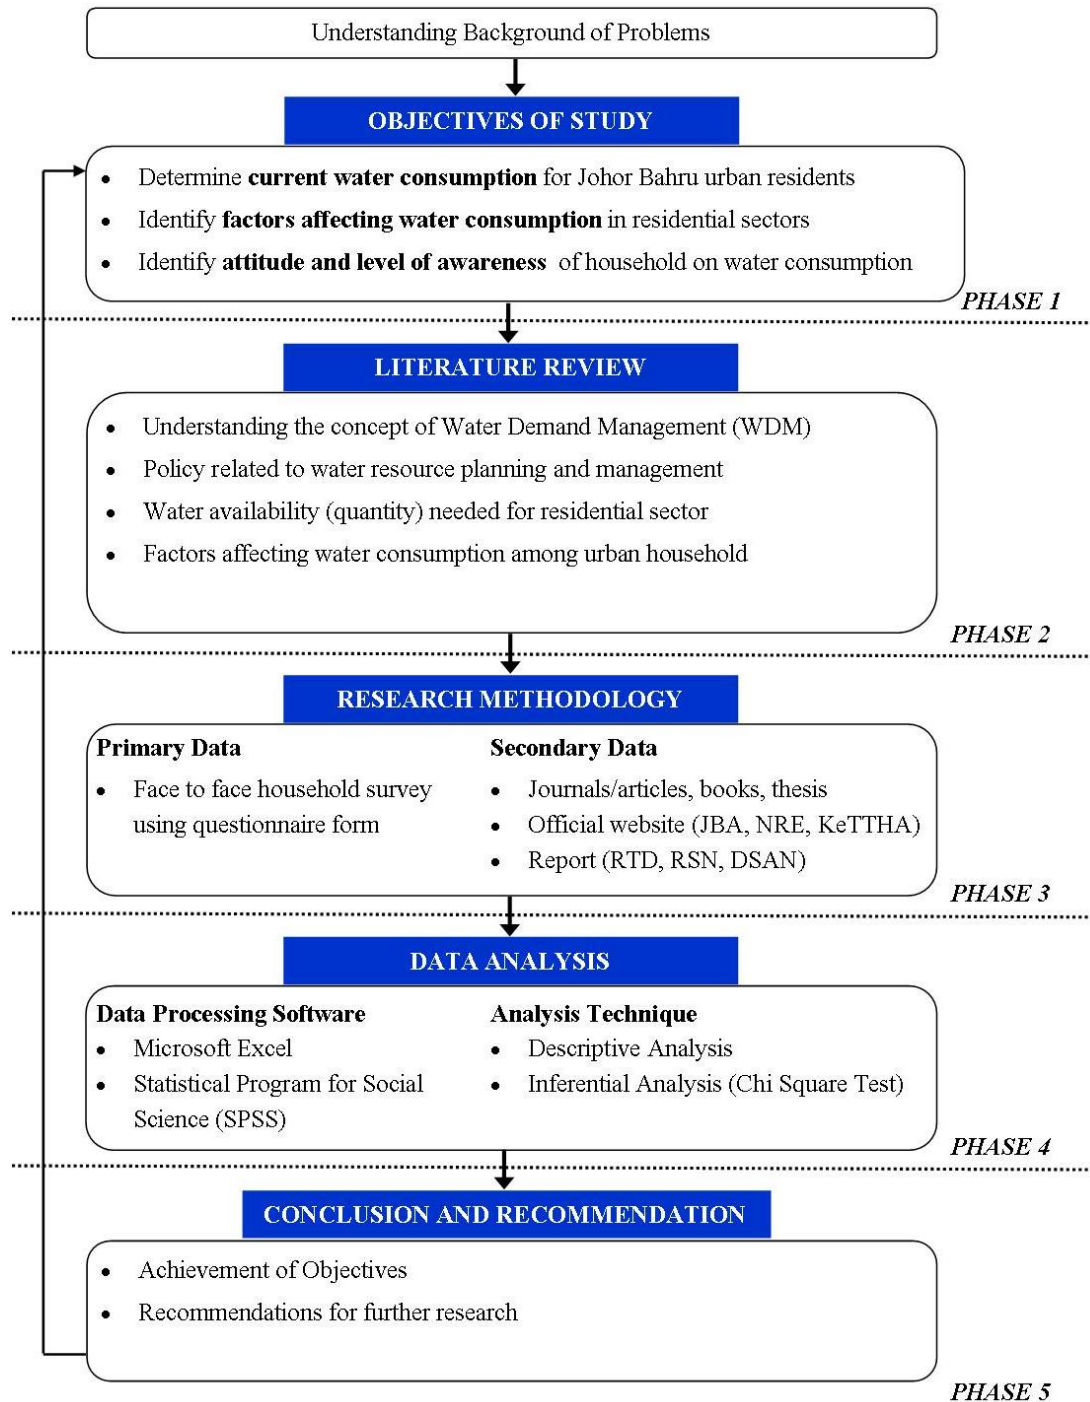 Understanding Background of Problems
OBJECTIVES OF STUDY
• Determine current water consumption for Johor Bahru urban residents
• Identify factors affecting water consumption in residential sectors
• Identify attitude and level of awareness of household on water consumption
PHASE 1
LITERATURE REVIEW
• Understanding the concept of Water Demand Management (WDM)
• Policy related to water resource planning and management
• Water availability (quantity) needed for residential sector
• Factors affecting water consumption among urban household
PHASE 2
RESEARCH METHODOLOGY
Primary Data
• Face to face household survey
using questionnaire form
Secondary Data
• Journals/articles, books, thesis
• Official website (JBA, NRE, KeTTHA)
• Report (RTD, RSN, DSAN)
PHASE 3
DATA ANALYSIS
Data Processing Software
• Microsoft Excel
• Statistical Program for Social
Science (SPSS)
Analysis Technique
• Descriptive Analysis
• Inferential Analysis (Chi Square Test)
PHASE 4
CONCLUSION AND RECOMMENDATION
• Achievement of Objectives
• Recommendations for further research
PHASE 5